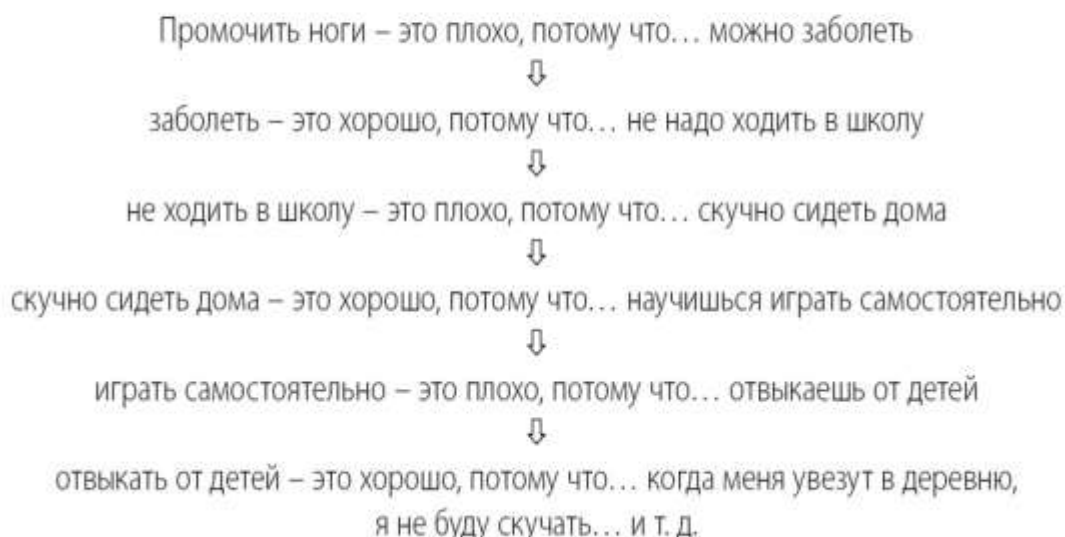 Промочить ноги – это плохо, потому что… можно заболеть
⇩
заболеть – это хорошо, потому что… не надо ходить в школу
⇩
не ходить в школу – это плохо, потому что… скучно сидеть дома
⇩
скучно сидеть дома – это хорошо, потому что… научишься играть самостоятельно
⇩
играть самостоятельно – это плохо, потому что… отвыкаешь от детей
⇩
отвыкать от детей – это хорошо, потому что… когда меня увезут в деревню,
я не буду скучать… и т. д.